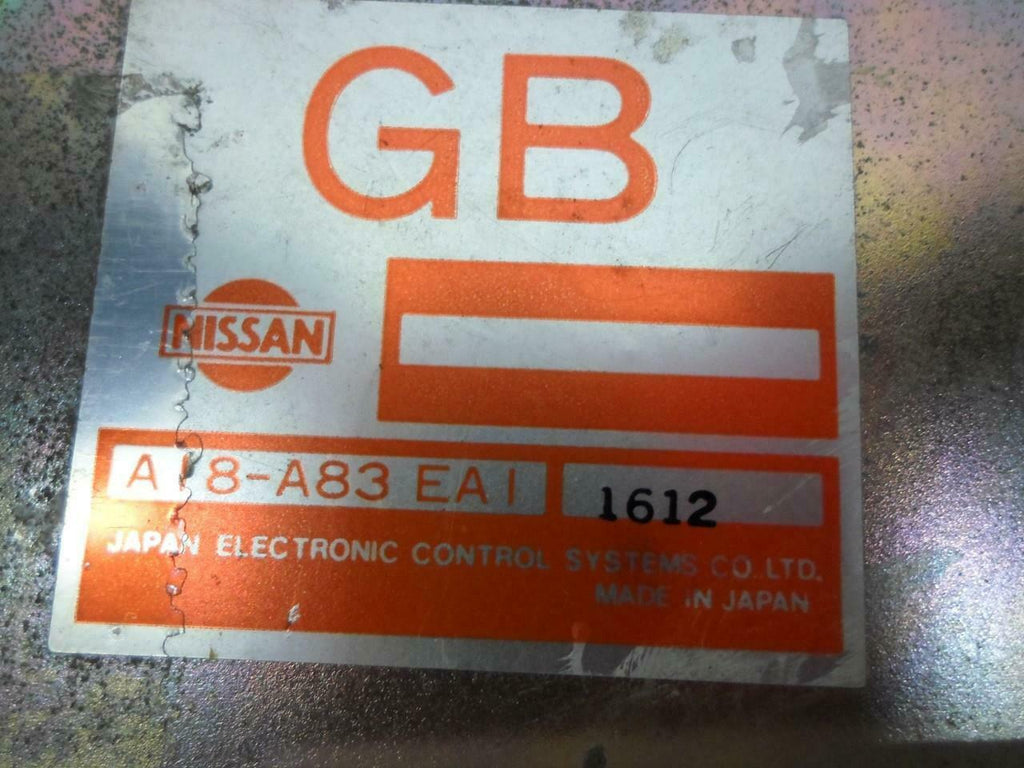 GB
NISSAN
A18-A83 EA1 1612
JAPAN ELECTRONIC CONTROL SYSTEMS CO.,LTD.
MADE IN JAPAN